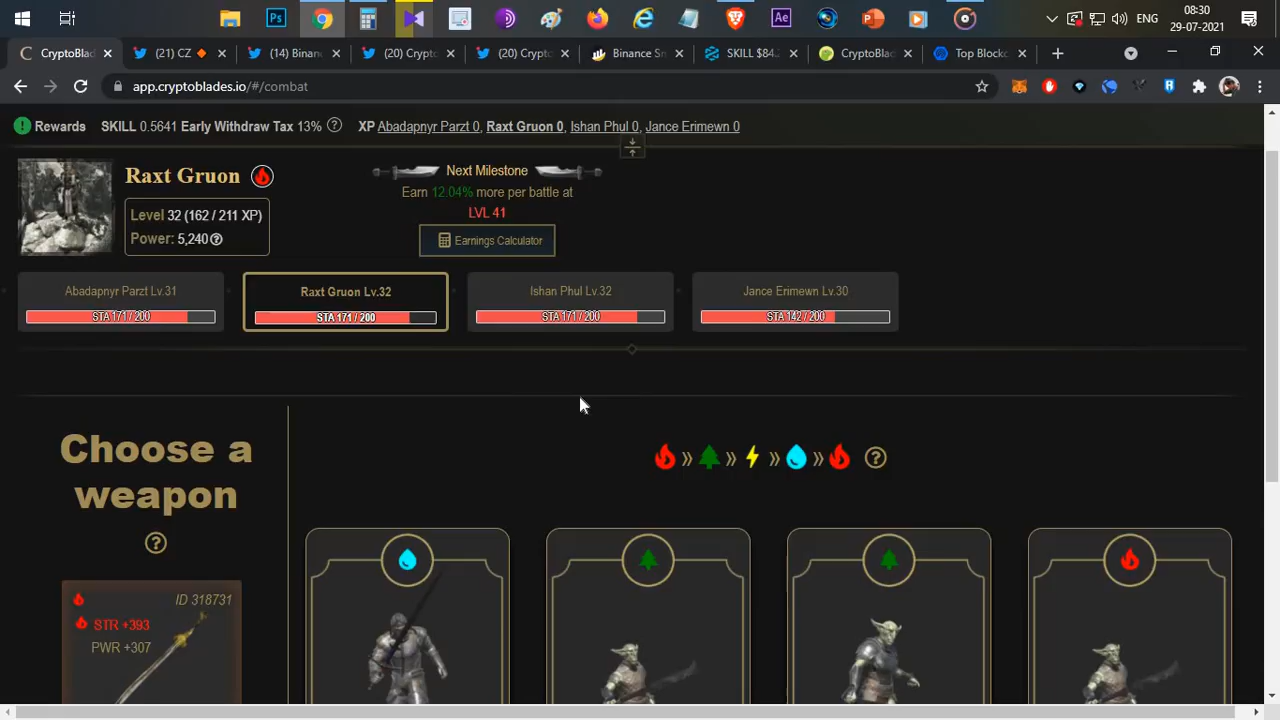 08:30
ENG
29-07-2021
CryptoBlad
(21) CZ
(14) Binan
(20) Crypt
(20) Crypt
Binance Sn
SKILL $84
CryptoBlad
Top Blockc
app.cryptoblades.io/#/combat
Rewards SKILL 0.5641 Early Withdraw Tax 13% XP Abadapnyr Parzt 0, Raxt Gruon 0, Ishan Phul 0, Jance Erimewn 0
Raxt Gruon
Level 32 (162 / 211 XP)
Power: 5,240
Next Milestone
Earn 12.04% more per battle at
LVL 41
Earnings Calculator
Abadapnyr Parzt Lv.31
STA 171 / 200
Raxt Gruon Lv.32
STA 171 / 200
Ishan Phul Lv.32
STA 171 / 200
Jance Erimewn Lv.30
STA 142 / 200
Choose a
weapon
ID 318731
STR +393
PWR +307